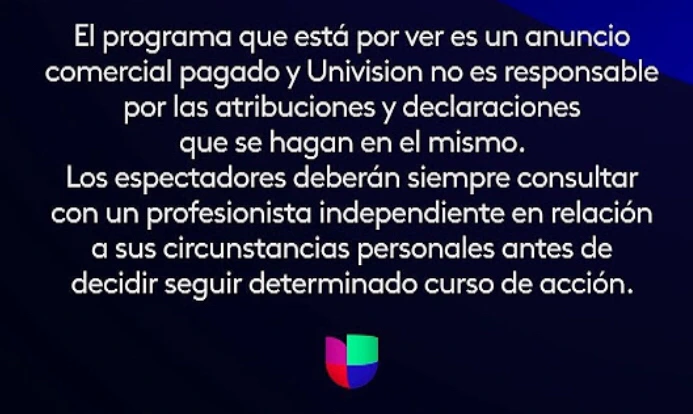 El programa que está por ver es un anuncio
comercial pagado y Univision no es responsable
por las atribuciones y declaraciones
que se hagan en el mismo.
Los espectadores deberán siempre consultar
con un profesionista independiente en relación
a sus circunstancias personales antes de
decidir seguir determinado curso de acción.